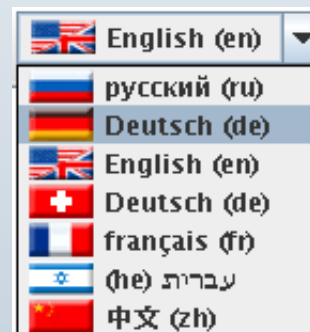 English (en)
русский (ru)
Deutsch (de)
English (en)
Deutsch (de)
français (fr)
עברית (he)
中文 (zh)